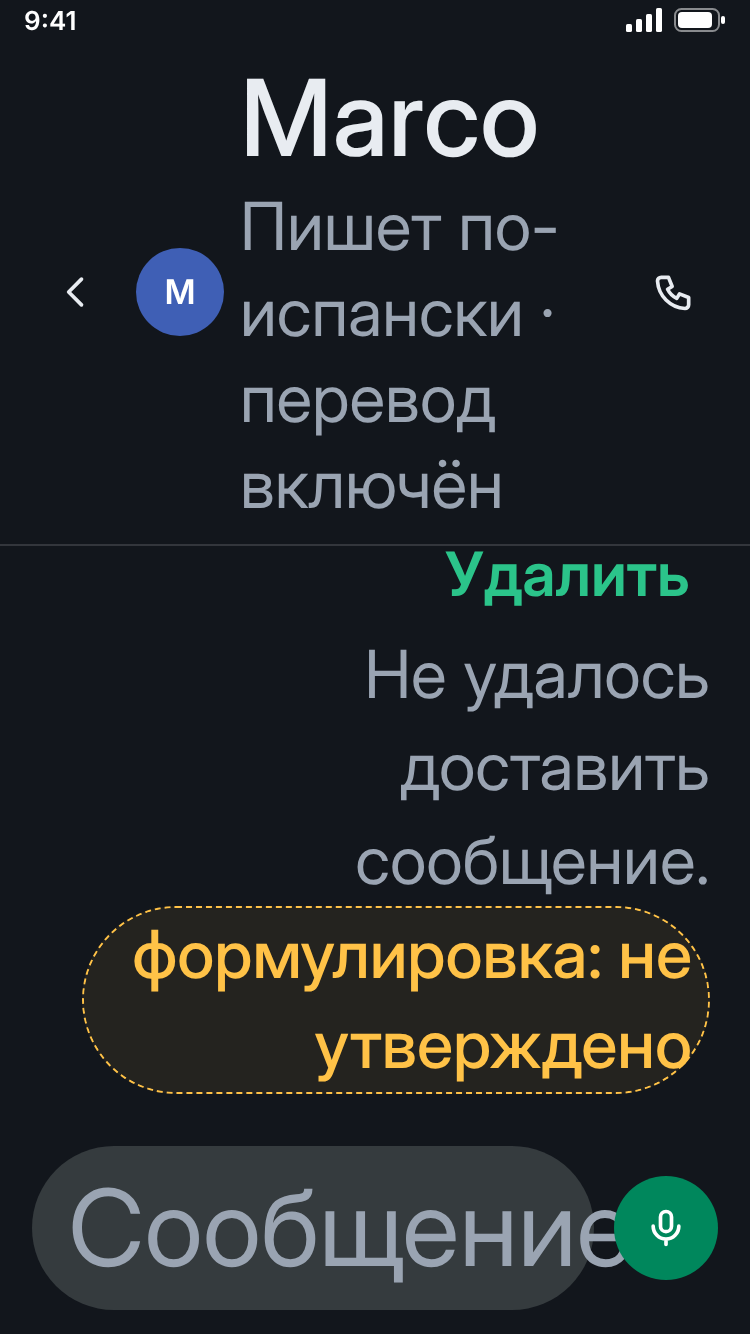 9:41
Marco
M
Пишет по-
испански ·
перевод
включён
Удалить
Не удалось
доставить
сообщение.
формулировка: не
утверждено
Сообщение